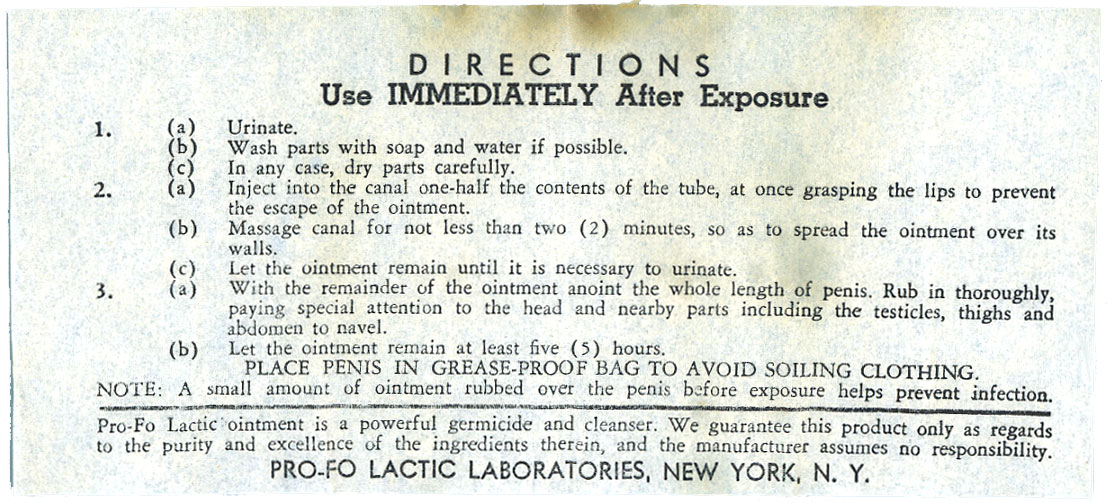 DIRECTIONS
Use IMMEDIATELY After Exposure
1. (a) Urinate.
(b) Wash parts with soap and water if possible.
(c) In any case, dry parts carefully.
2. (a) Inject into the canal one-half the contents of the tube, at once grasping the lips to prevent
the escape of the ointment.
(b) Massage canal for not less than two (2) minutes, so as to spread the ointment over its
walls.
(c) Let the ointment remain until it is necessary to urinate.
3. (a) With the remainder of the ointment anoint the whole length of penis. Rub in thoroughly,
paying special attention to the head and nearby parts including the testicles, thighs and
abdomen to navel.
(b) Let the ointment remain at least five (5) hours.
PLACE PENIS IN GREASE-PROOF BAG TO AVOID SOILING CLOTHING.
NOTE: A small amount of ointment rubbed over the penis before exposure helps prevent infection.
Pro-Fo Lactic ointment is a powerful germicide and cleanser. We guarantee this product only as regards
to the purity and excellence of the ingredients therein, and the manufacturer assumes no responsibility.
PRO-FO LACTIC LABORATORIES, NEW YORK, N. Y.